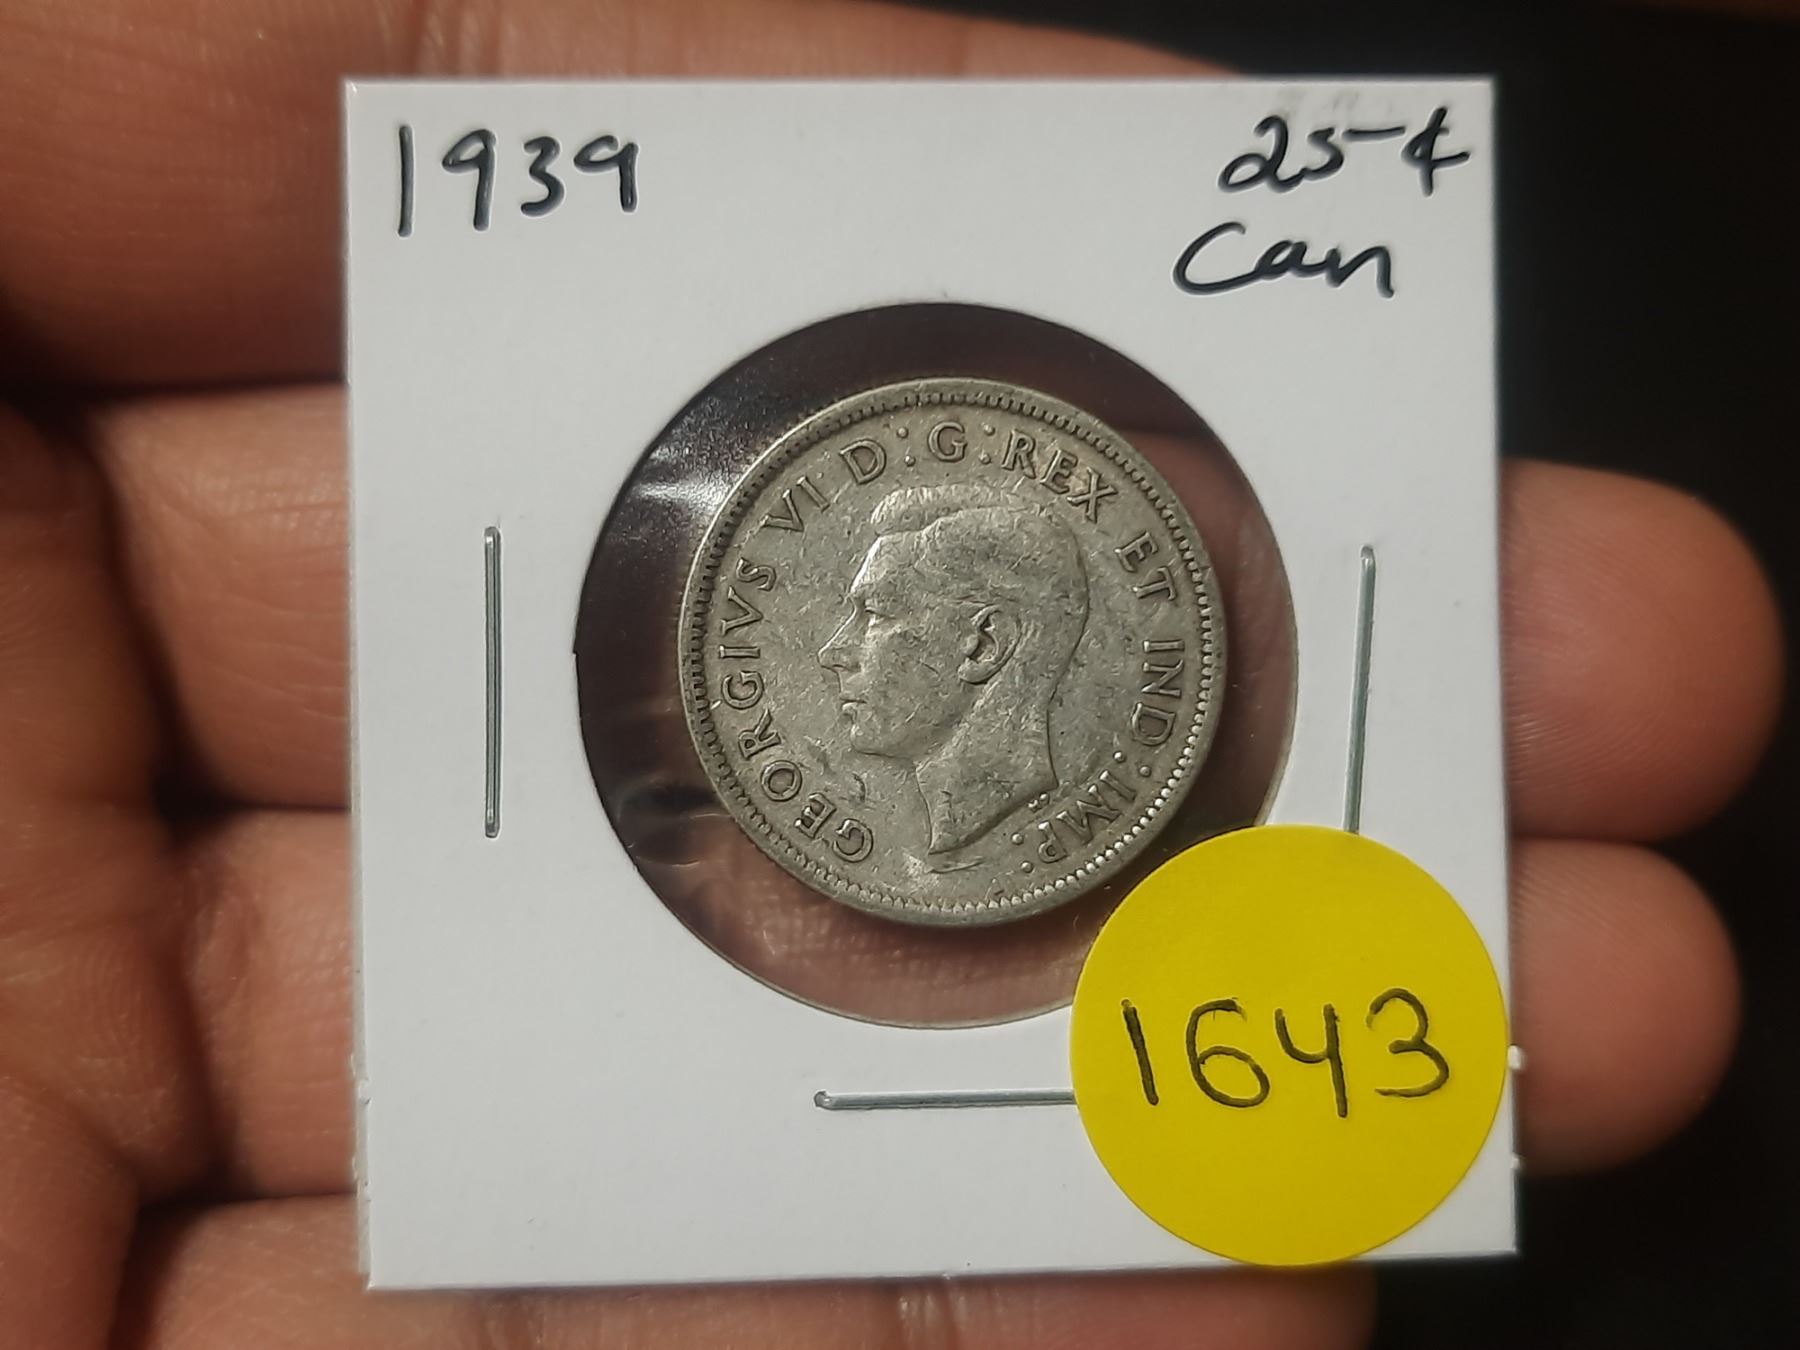 1939
25¢
Can
GEORGIVS VI D:G:REX ET IND:IMP:
1643